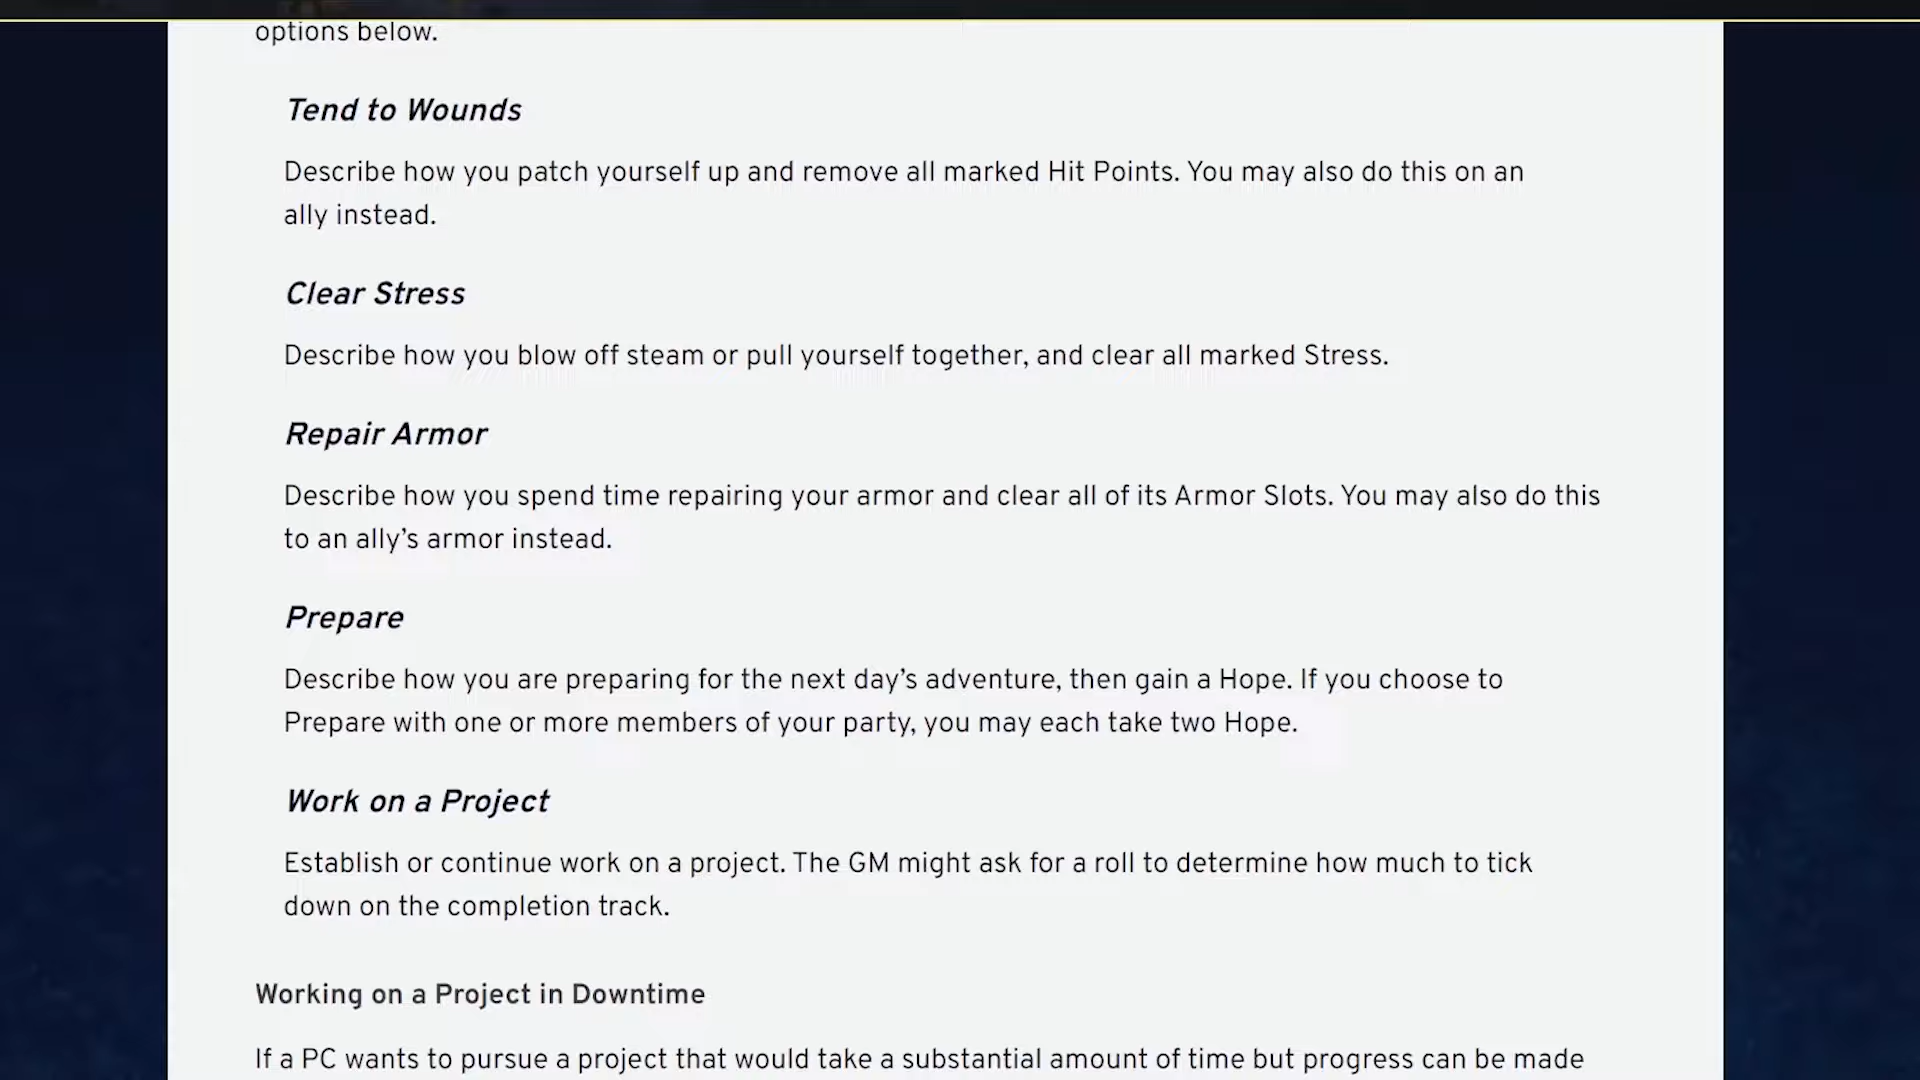 options below.
Tend to Wounds
Describe how you patch yourself up and remove all marked Hit Points. You may also do this on an
ally instead.
Clear Stress
Describe how you blow off steam or pull yourself together, and clear all marked Stress.
Repair Armor
Describe how you spend time repairing your armor and clear all of its Armor Slots. You may also do this
to an ally’s armor instead.
Prepare
Describe how you are preparing for the next day’s adventure, then gain a Hope. If you choose to
Prepare with one or more members of your party, you may each take two Hope.
Work on a Project
Establish or continue work on a project. The GM might ask for a roll to determine how much to tick
down on the completion track.
Working on a Project in Downtime
If a PC wants to pursue a project that would take a substantial amount of time but progress can be made